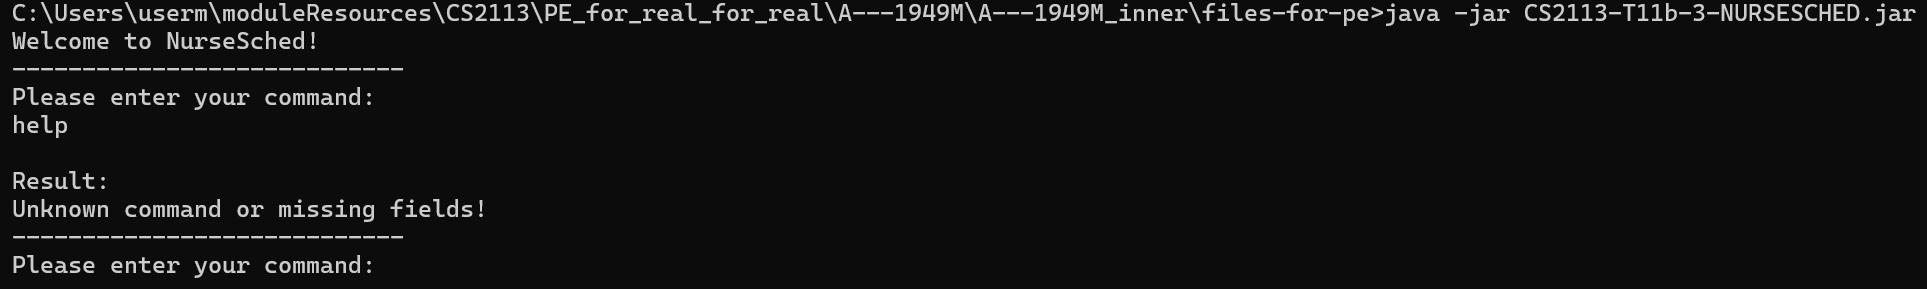 C:\Users\userm\moduleResources\CS2113\PE_for_real_for_real\A---1949M\A---1949M_inner\files-for-pe>java -jar CS2113-T11b-3-NURSESCHED.jar
Welcome to NurseSched!
----------------------------
Please enter your command:
help
Result:
Unknown command or missing fields!
----------------------------
Please enter your command: